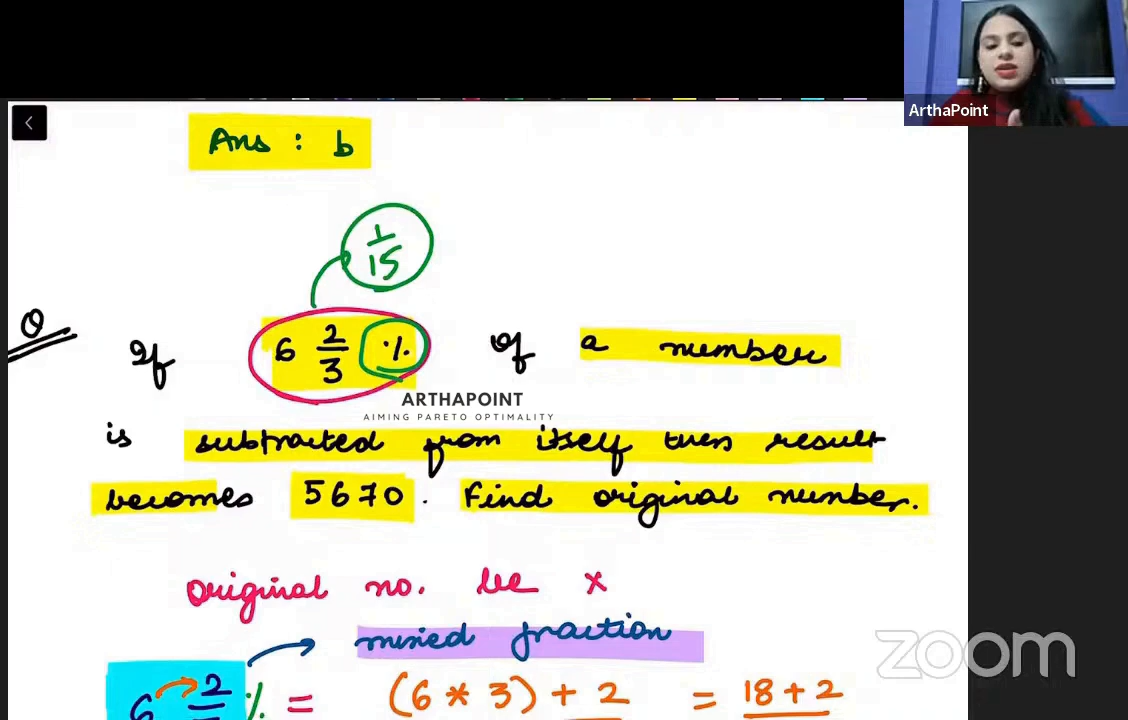 ArthaPoint
Ans : b
1/15
Q If 6 2/3 % of a number
ARTHAPOINT
AIMING PARETO OPTIMALITY
is subtracted from itself then result
becomes 5670. Find original number.
Original no. be x
mixed fraction
6 2/ % = (6 * 3) + 2 = 18 + 2
zoom